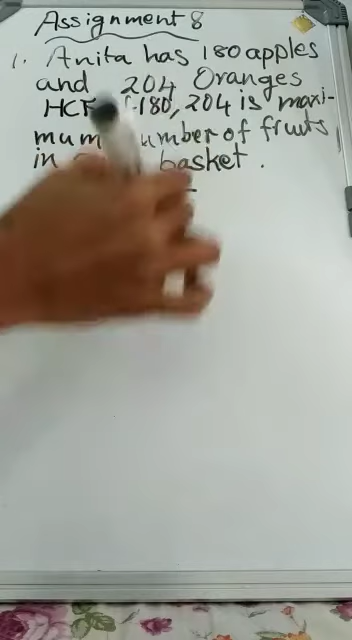 Assignment 8
1. Anita has 180 apples
and 204 Oranges
HCF 180, 204 is maxi-
mum number of fruits
in basket.